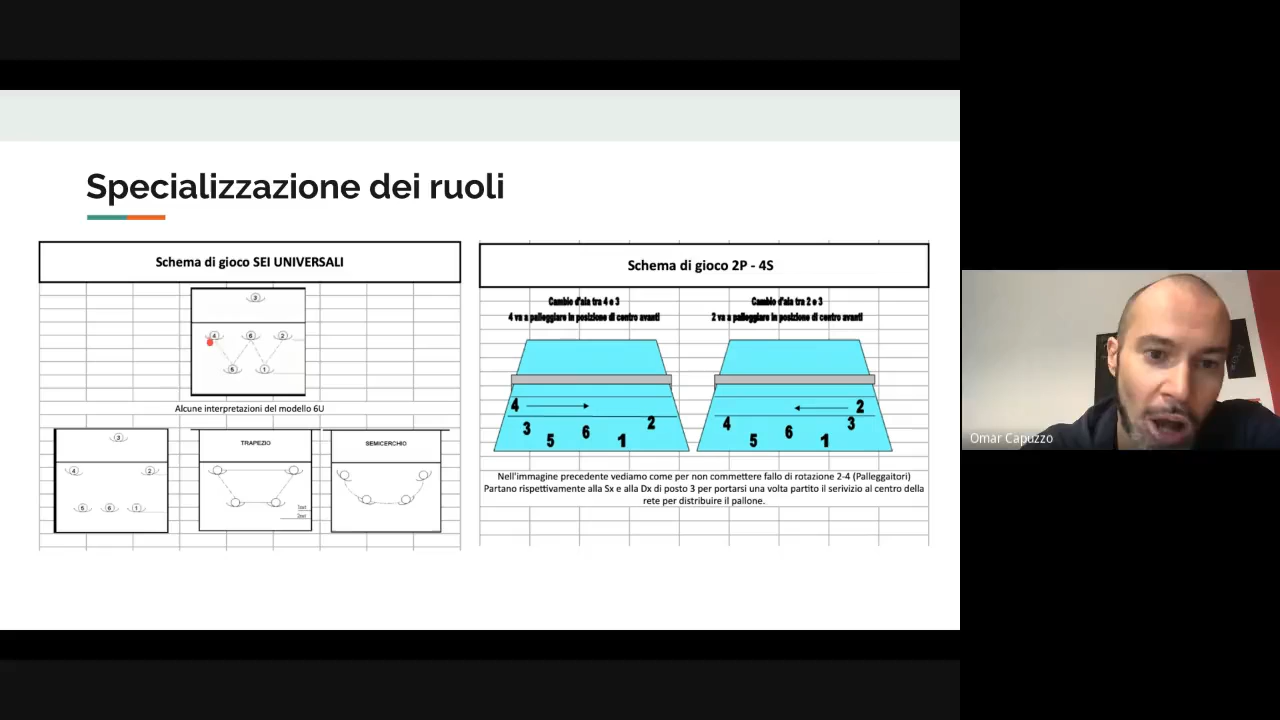 Specializzazione dei ruoli
Schema di gioco SEI UNIVERSALI
3
4 6 2
5 1
Alcune interpretazioni del modello 6U
3
4 2
5 6 1
TRAPEZIO
SEMICERCHIO
Schema di gioco 2P - 4S
Cambio d'ala tra 4 e 3
4 va a palleggiare in posizione di centro avanti
4
3 5 6 1 2
Cambio d'ala tra 2 e 3
2 va a palleggiare in posizione di centro avanti
2
4 5 6 1 3
Nell'immagine precedente vediamo come per non commettere fallo di rotazione 2-4 (Palleggaitori)
Partano rispettivamente alla Sx e alla Dx di posto 3 per portarsi una volta partito il serivizio al centro della
rete per distribuire il pallone.
Omar Capuzzo